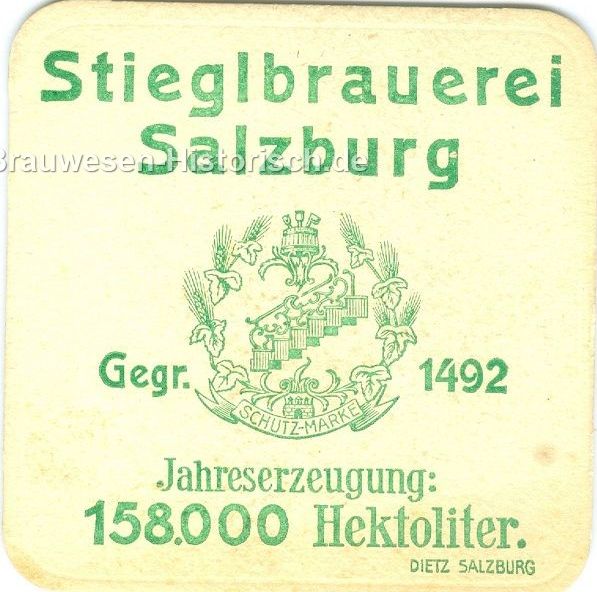 Stieglbrauerei
Salzburg
Brauwesen-Historisch.de
Gegr. 1492
SCHUTZ-MARKE
Jahreserzeugung:
158.000 Hektoliter.
DIETZ SALZBURG